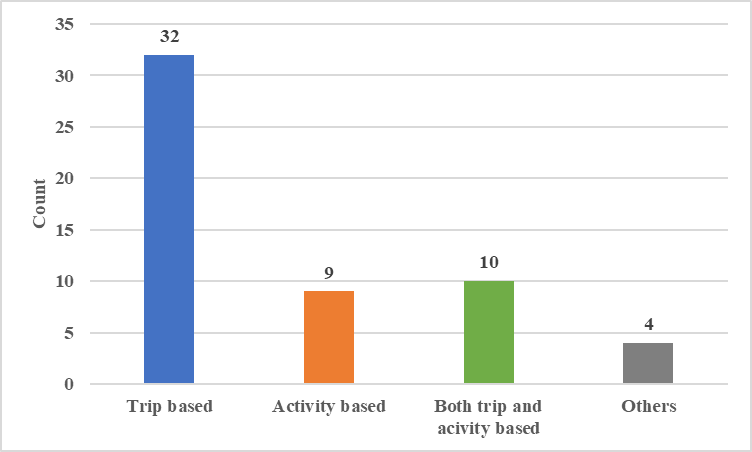 35
30
25
20
15
10
5
0
Count
32
9
10
4
Trip based
Activity based
Both trip and
acivity based
Others